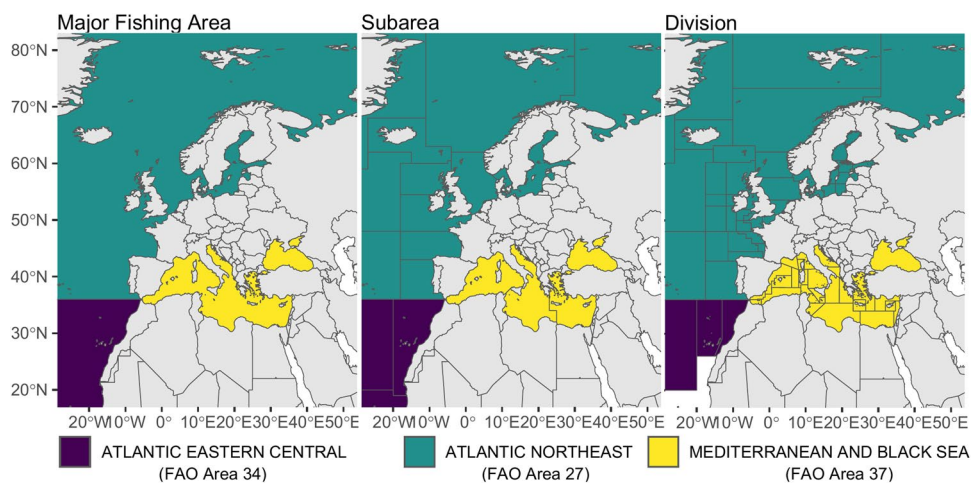 Major Fishing Area
Subarea
Division
80°N
70°N
60°N
50°N
40°N
30°N
20°N
20°W10°W 0° 10°E20°E30°E40°E50°E
20°W10°W 0° 10°E20°E30°E40°E50°E
20°W10°W 0° 10°E20°E30°E40°E50°E
ATLANTIC EASTERN CENTRAL
(FAO Area 34)
ATLANTIC NORTHEAST
(FAO Area 27)
MEDITERRANEAN AND BLACK SEA
(FAO Area 37)